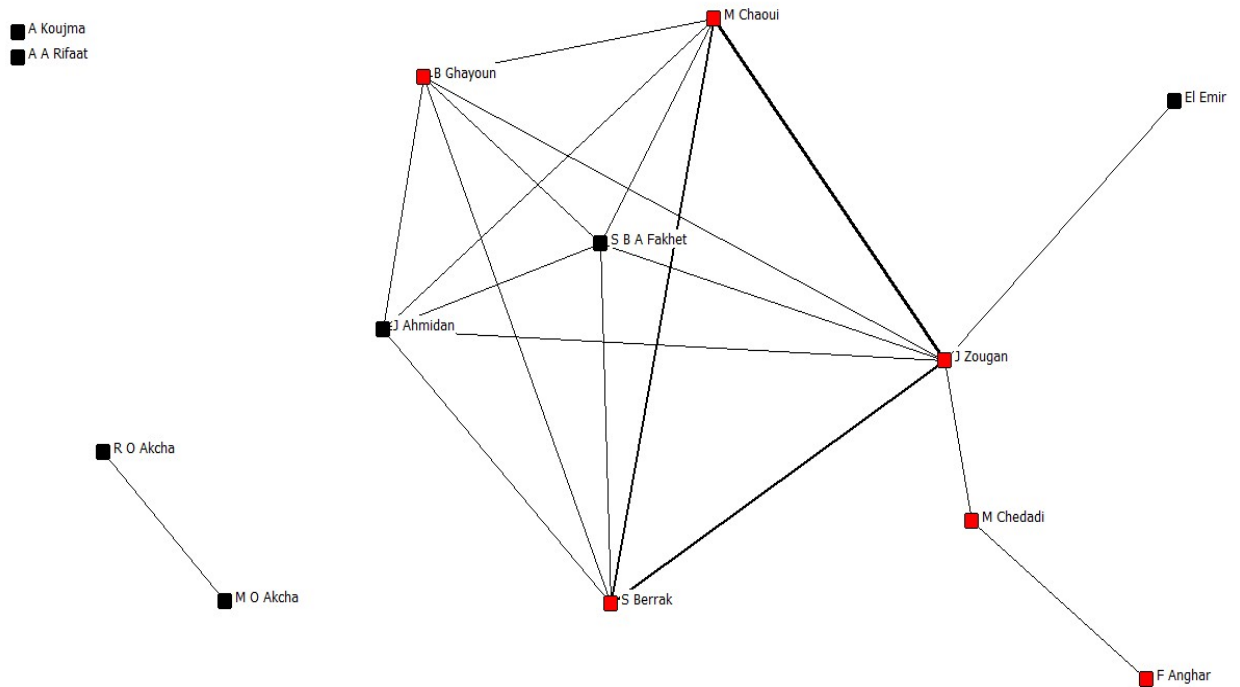 A Koujma
A A Rifaat
M Chaoui
B Ghayoun
El Emir
S B A Fakhet
J Ahmidan
J Zougan
R O Akcha
M Chedadi
M O Akcha
S Berrak
F Anghar